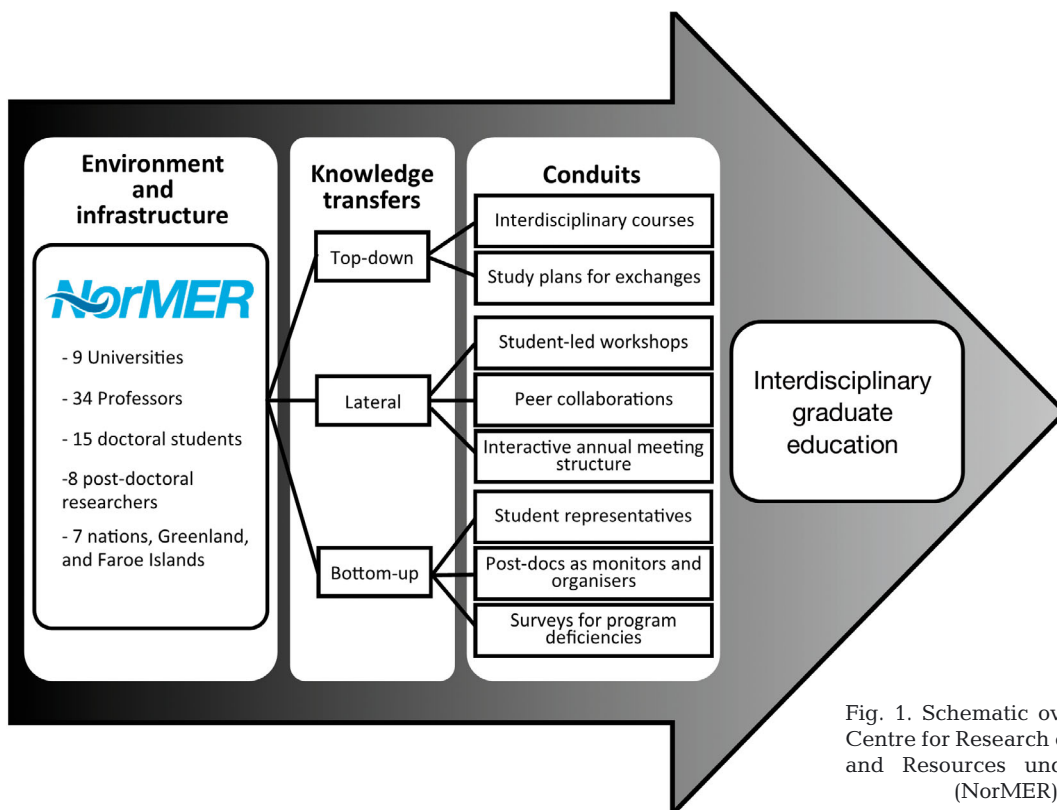 Environment
and
infrastructure
NorMER
- 9 Universities
- 34 Professors
- 15 doctoral students
-8 post-doctoral
researchers
- 7 nations, Greenland,
and Faroe Islands
Knowledge
transfers
Top-down
Lateral
Bottom-up
Conduits
Interdisciplinary courses
Study plans for exchanges
Student-led workshops
Peer collaborations
Interactive annual meeting
structure
Student representatives
Post-docs as monitors and
organisers
Surveys for program
deficiencies
Interdisciplinary
graduate
education
Fig. 1. Schematic
Centre for Research
and Resources
(NorMER)